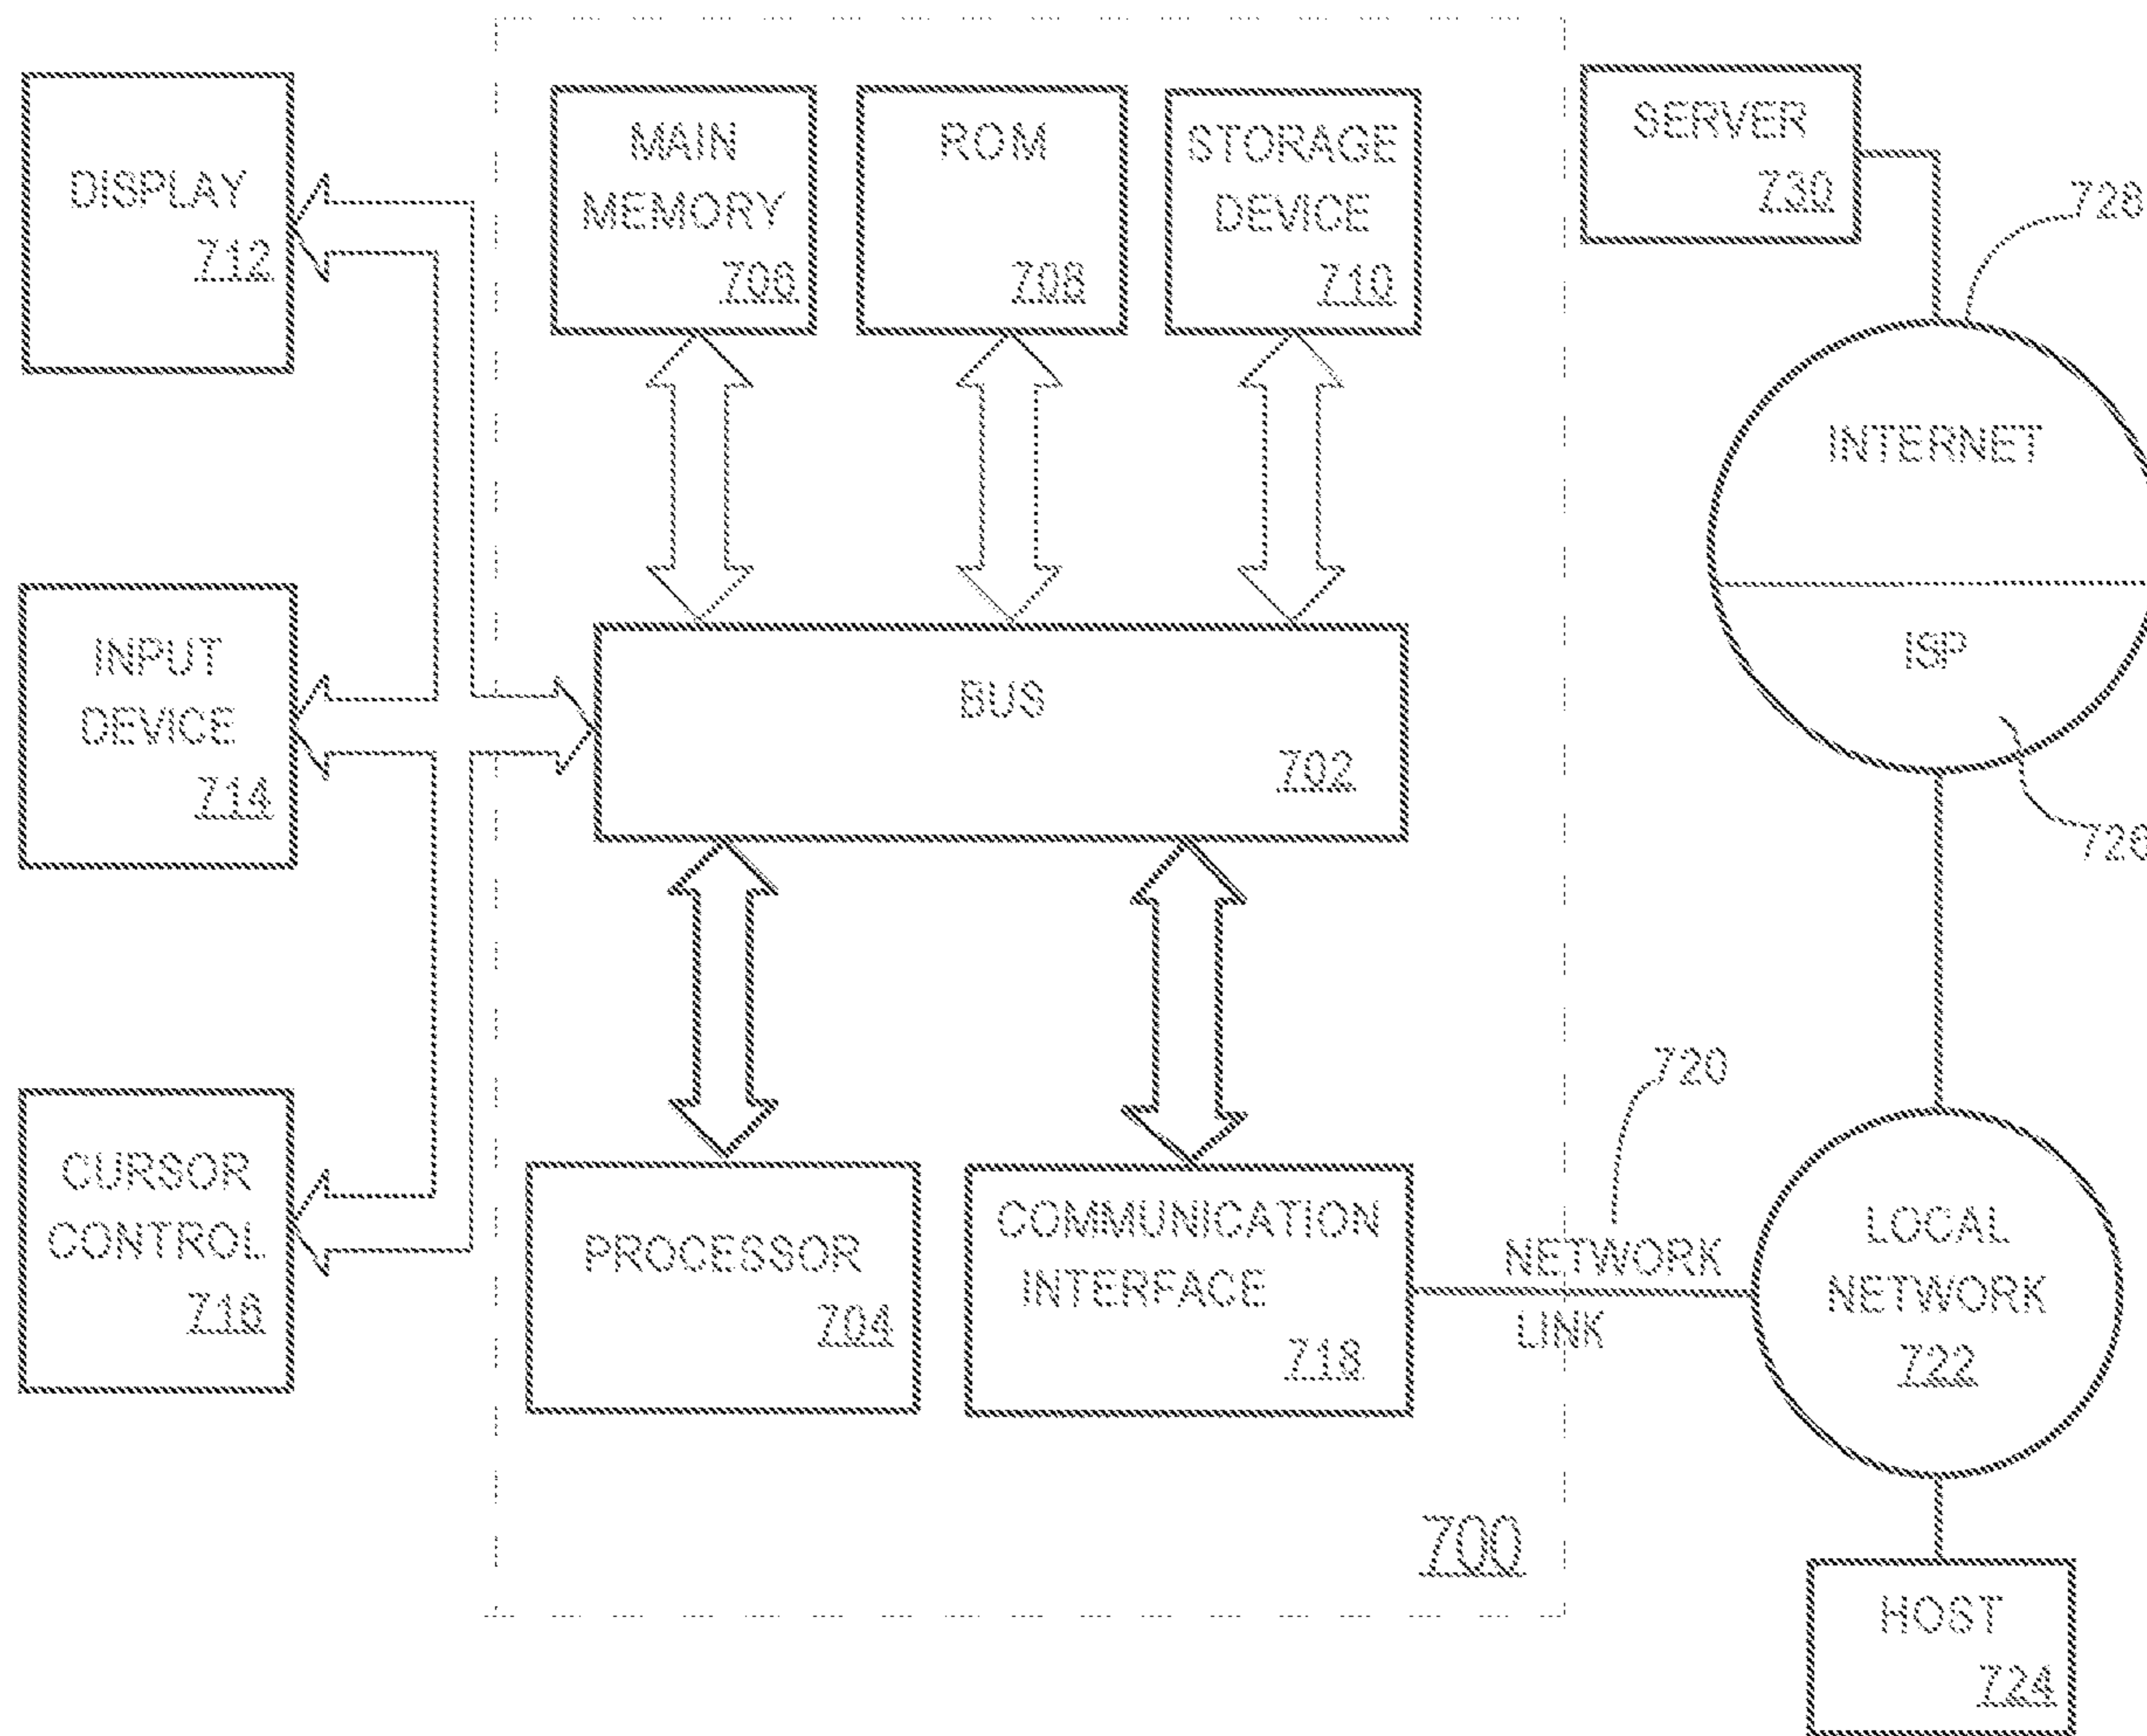 DISPLAY
712
INPUT
DEVICE
714
CURSOR
CONTROL
716
MAIN
MEMORY
706
ROM
708
STORAGE
DEVICE
710
BUS
702
PROCESSOR
704
COMMUNICATION
INTERFACE
718
700
SERVER
730
728
INTERNET
ISP
726
720
NETWORK
LINK
LOCAL
NETWORK
722
HOST
724